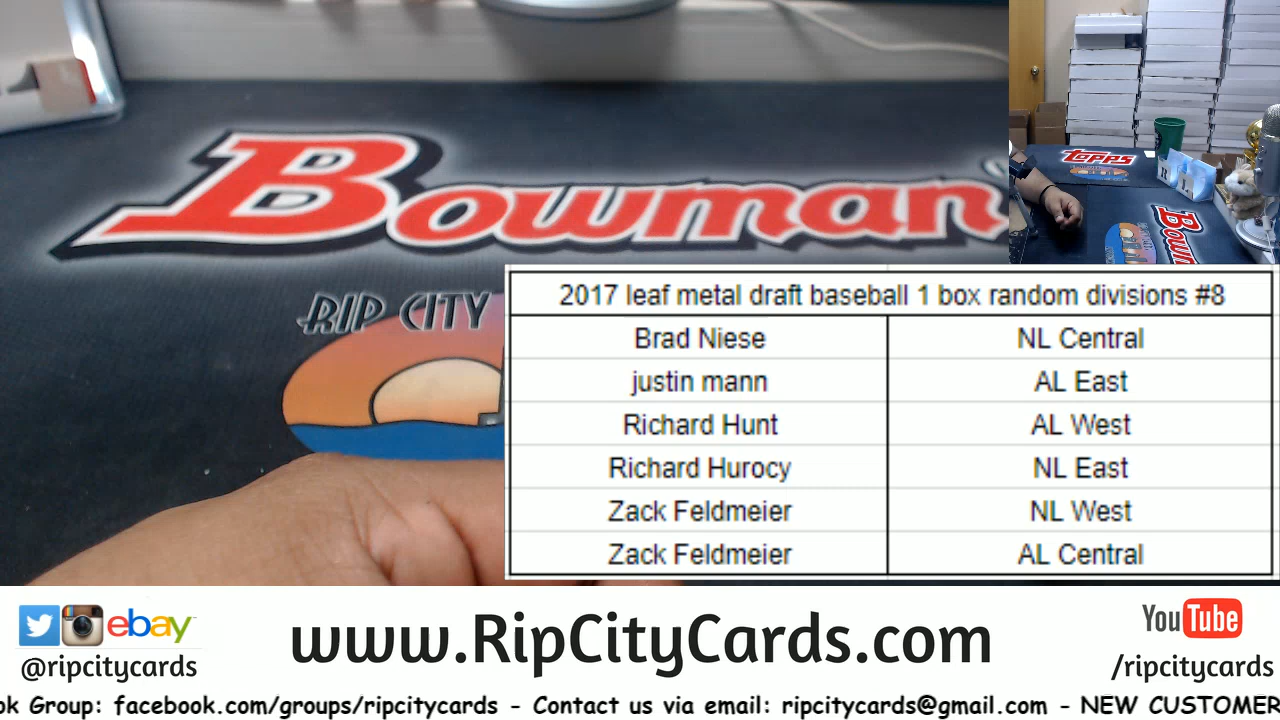 Bowman
RIP CITY
TOPPS
2017 leaf metal draft baseball 1 box random divisions #8
Brad Niese NL Central
justin mann AL East
Richard Hunt AL West
Richard Hurocy NL East
Zack Feldmeier NL West
Zack Feldmeier AL Central
ebay
@ripcitycards
www.RipCityCards.com
YouTube
/ripcitycards
ok Group: facebook.com/groups/ripcitycards - Contact us via email: ripcitycards@gmail.com - NEW CUSTOMER